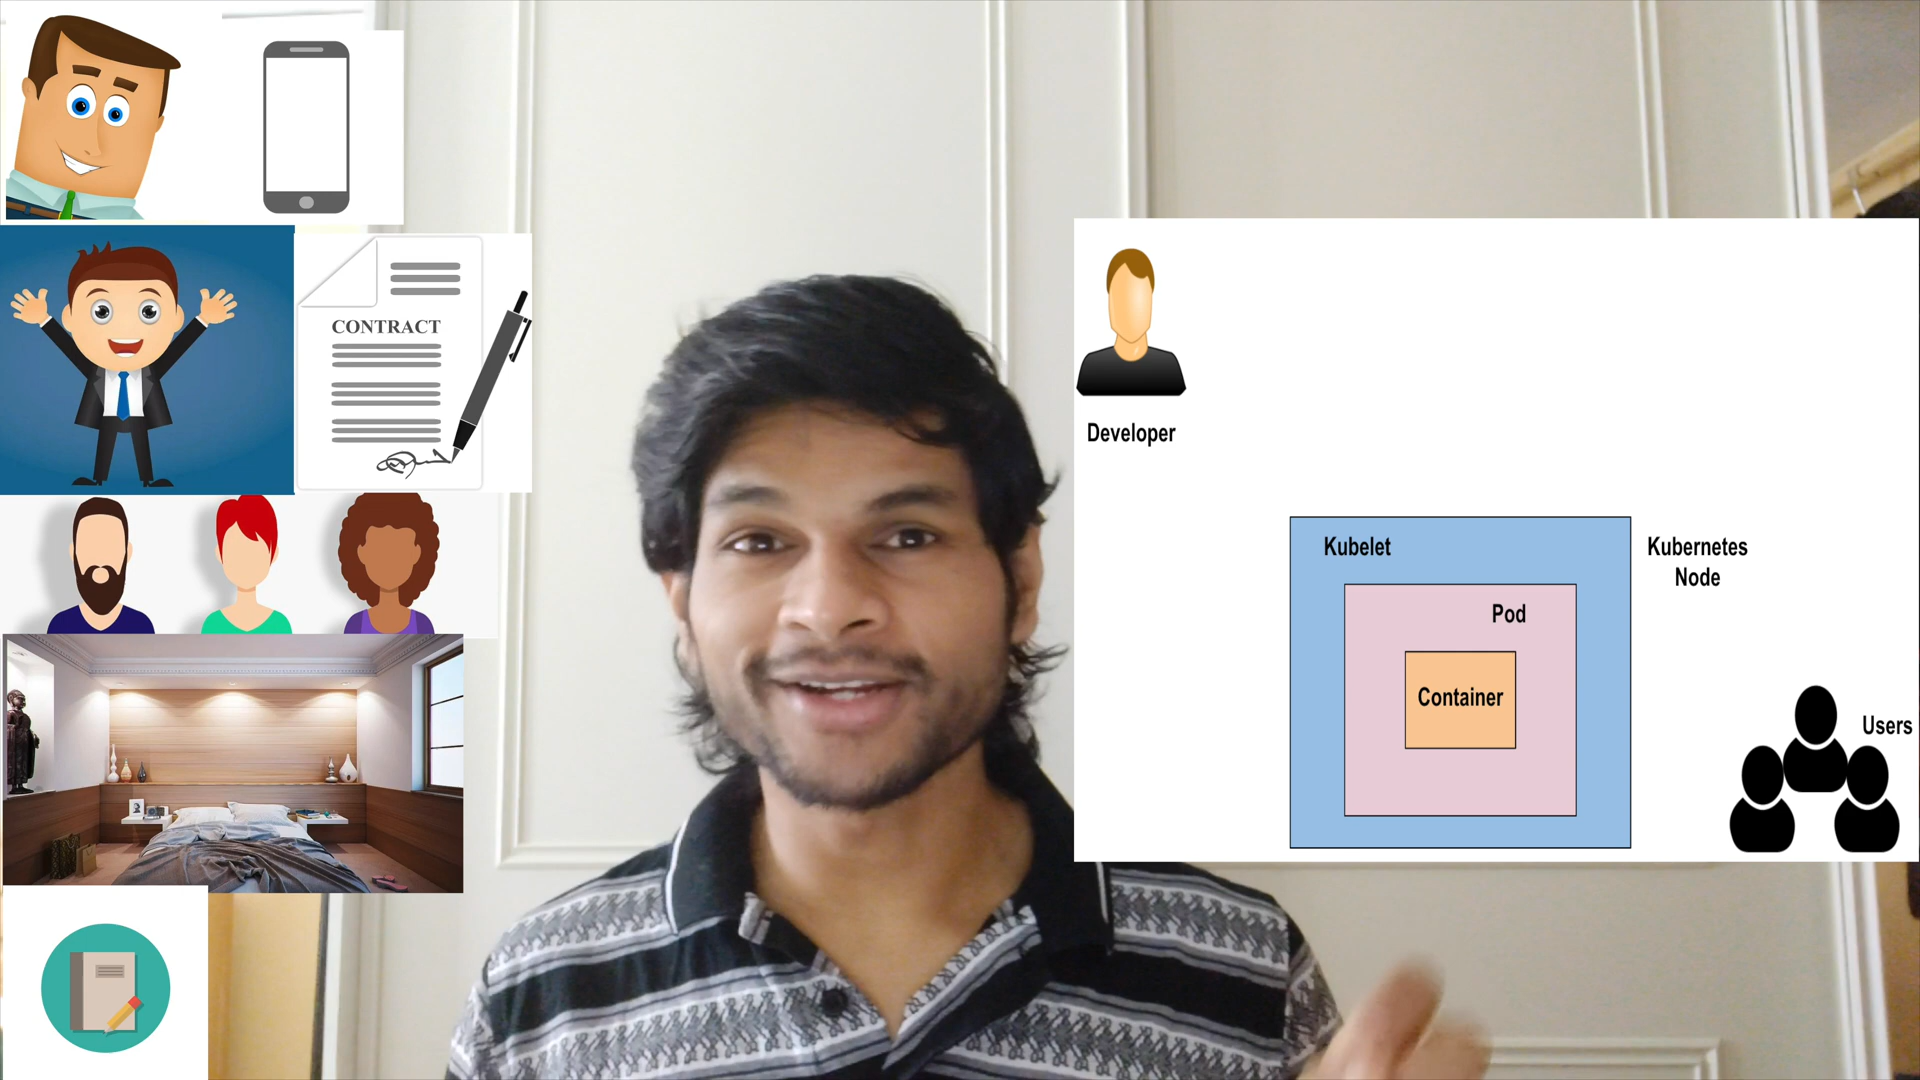 CONTRACT
Developer
Kubelet
Kubernetes
Node
Pod
Container
Users